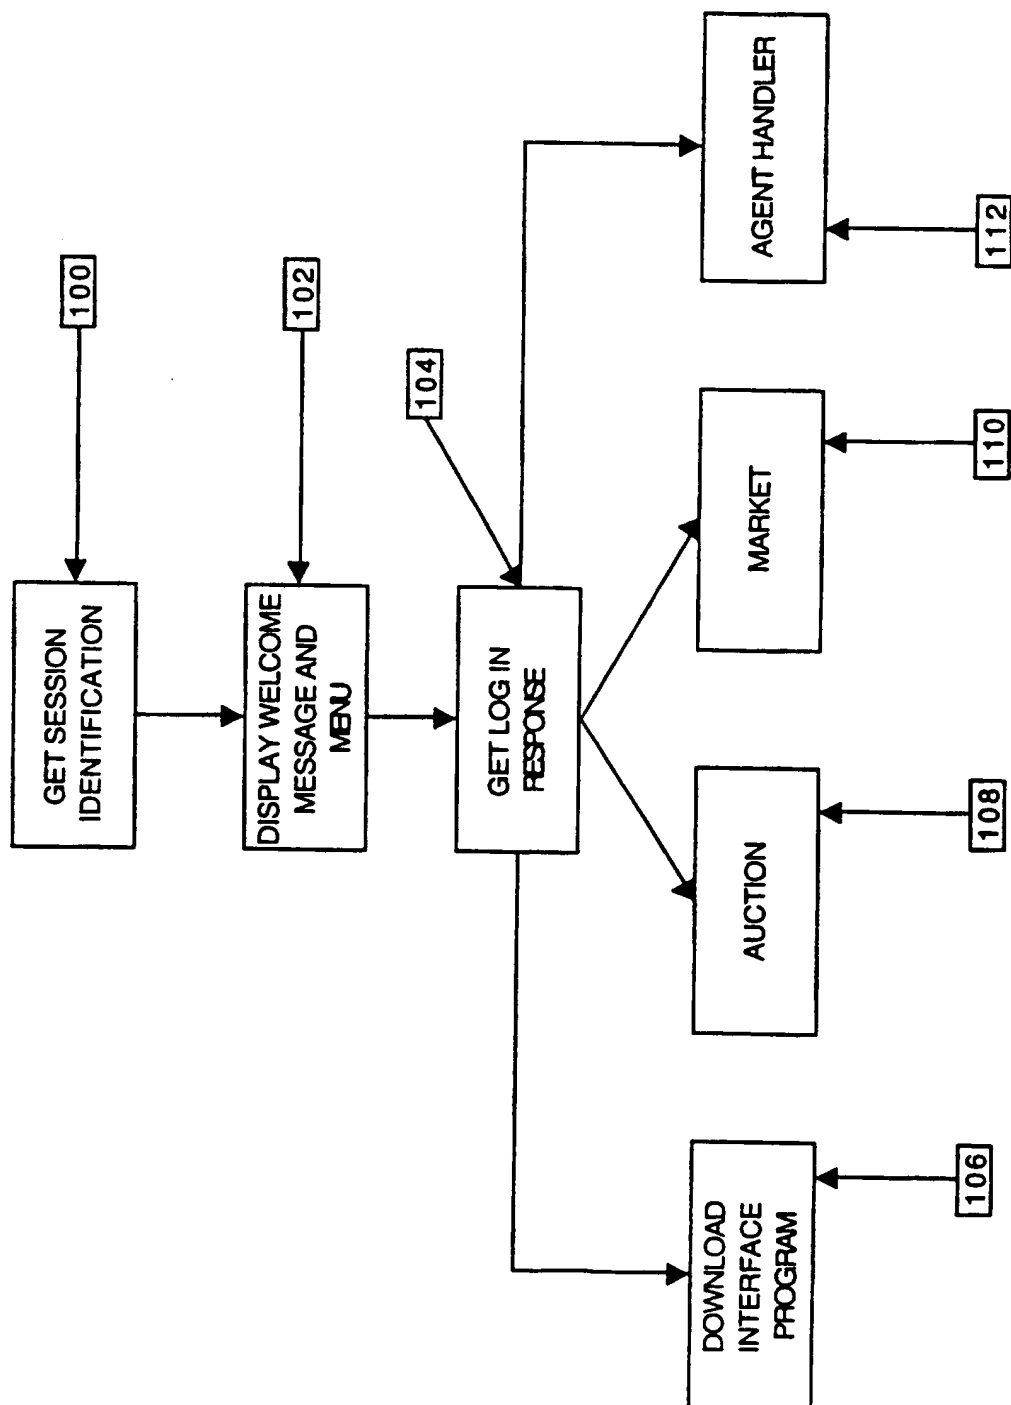 100
GET SESSION
IDENTIFICATION
102
DISPLAY WELCOME
MESSAGE AND
MENU
104
GET LOG IN
RESPONSE
DOWNLOAD
INTERFACE
PROGRAM
106
AUCTION
108
MARKET
110
AGENT HANDLER
112